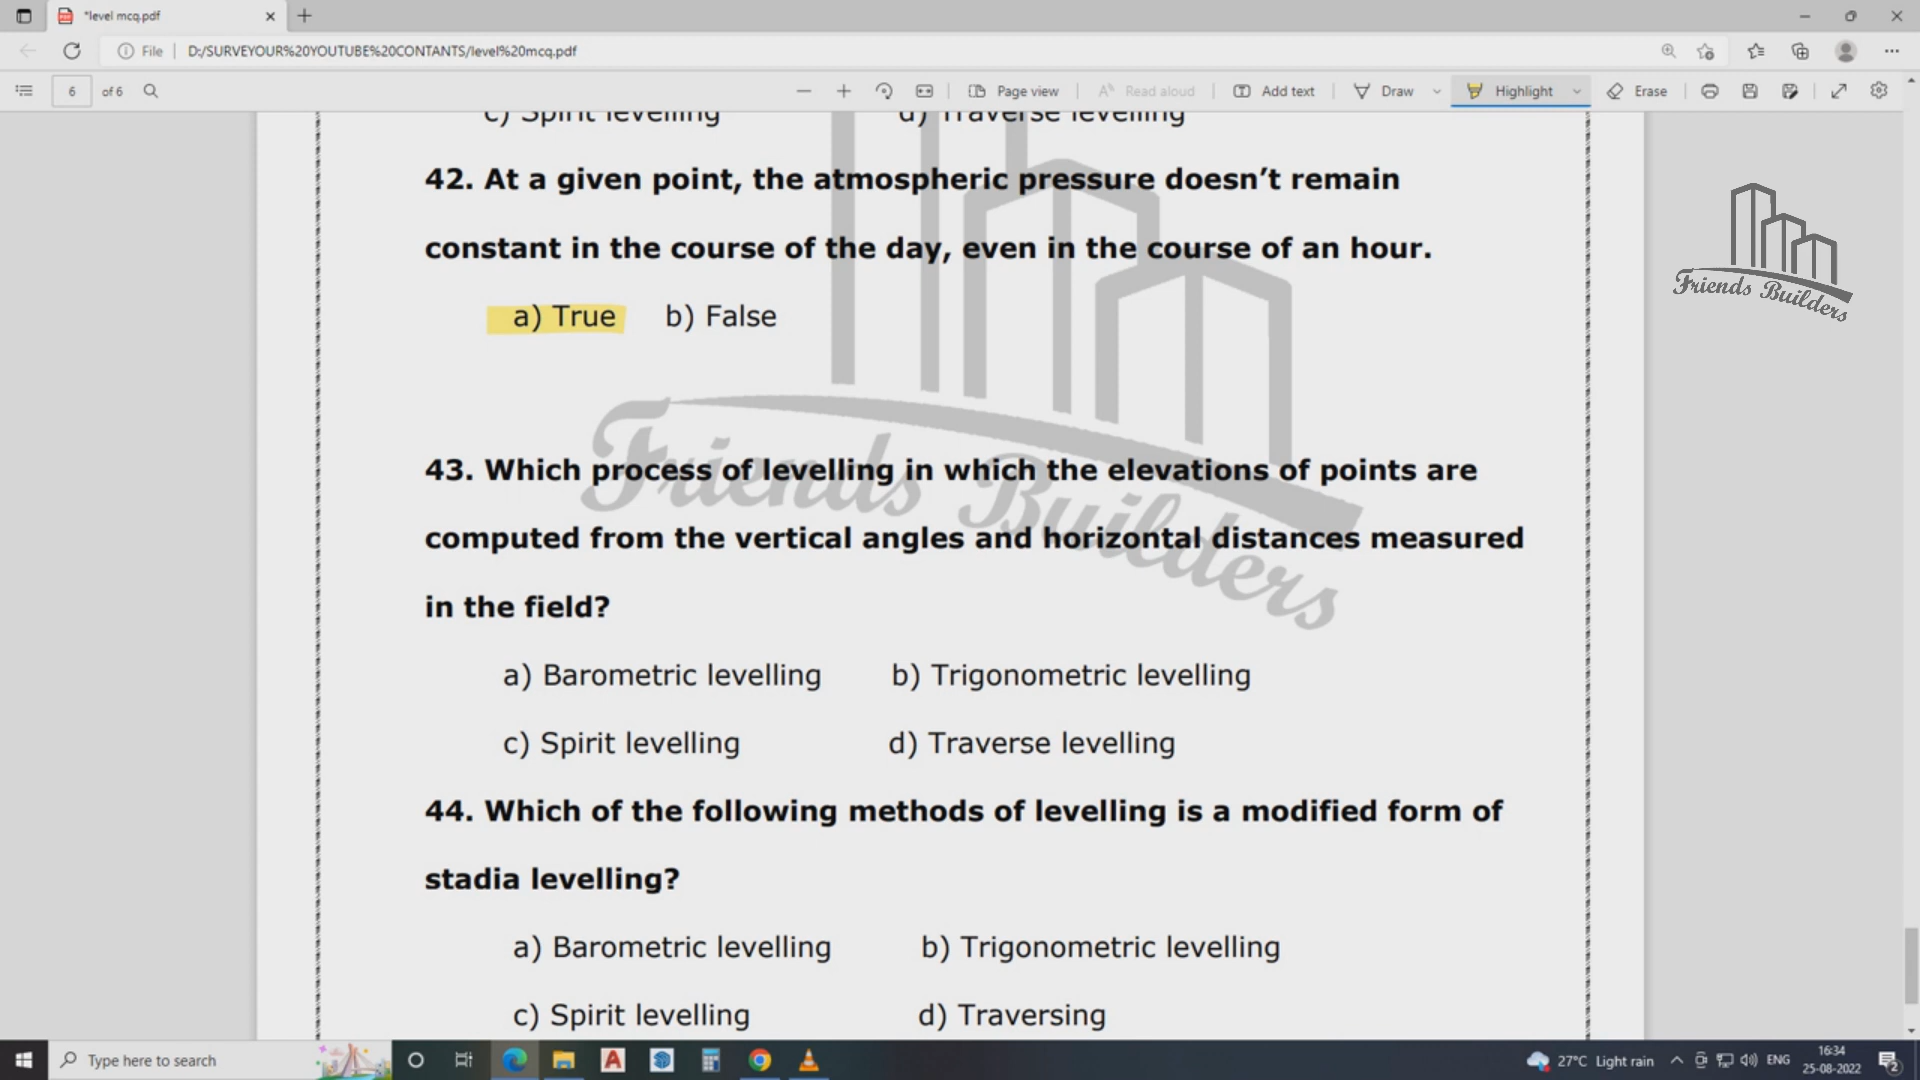 *level mcq.pdf
File
D:/SURVEYOUR%20YOUTUBE%20CONTANTS/level%20mcq.pdf
6 of 6
Page view
Read aloud
Add text
Draw
Highlight
Erase
c) Spirit levelling d) Traverse levelling
42. At a given point, the atmospheric pressure doesn’t remain
constant in the course of the day, even in the course of an hour.
a) True b) False
43. Which process of levelling in which the elevations of points are
computed from the vertical angles and horizontal distances measured
in the field?
a) Barometric levelling b) Trigonometric levelling
c) Spirit levelling d) Traverse levelling
44. Which of the following methods of levelling is a modified form of
stadia levelling?
a) Barometric levelling b) Trigonometric levelling
c) Spirit levelling d) Traversing
Friends Builders
Friends Builders
Type here to search
27°C Light rain
ENG
16:34
25-08-2022
2